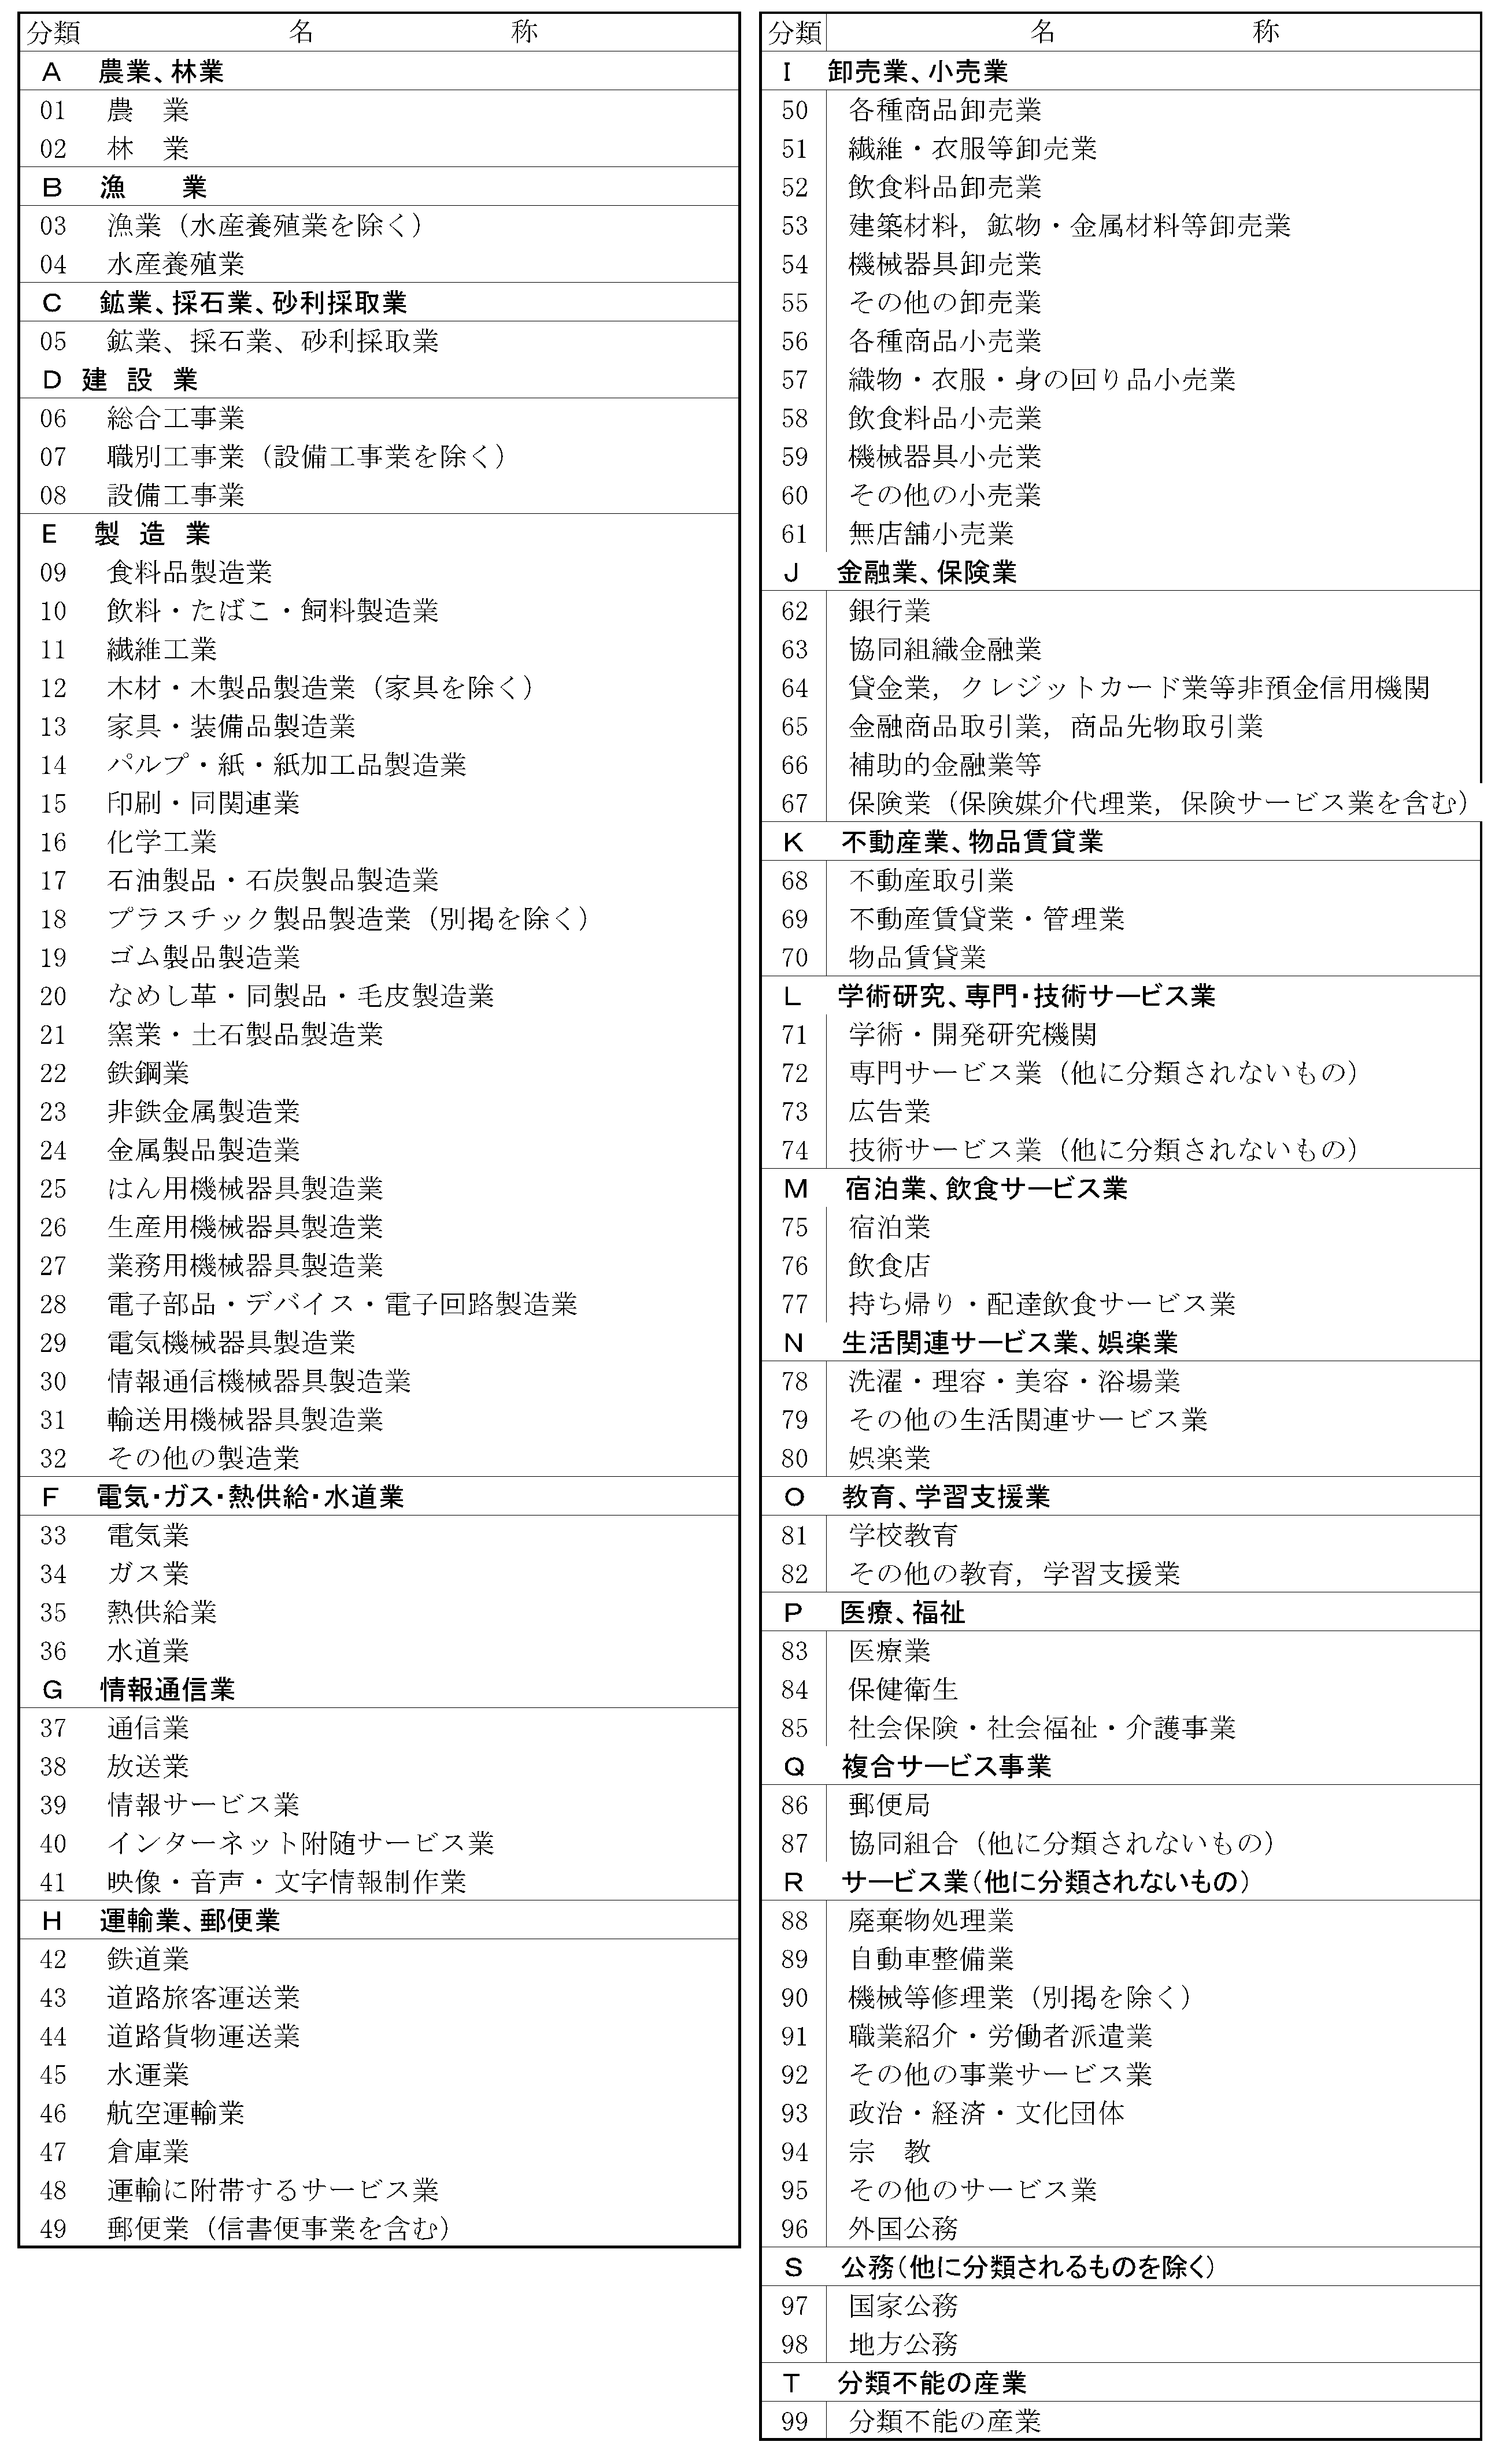 分類 名 称
A 農業、林業
01 農 業
02 林 業
B 漁 業
03 漁業（水産養殖業を除く）
04 水産養殖業
C 鉱業、採石業、砂利採取業
05 鉱業、採石業、砂利採取業
D 建 設 業
06 総合工事業
07 職別工事業（設備工事業を除く）
08 設備工事業
E 製 造 業
09 食料品製造業
10 飲料・たばこ・飼料製造業
11 繊維工業
12 木材・木製品製造業（家具を除く）
13 家具・装備品製造業
14 パルプ・紙・紙加工品製造業
15 印刷・同関連業
16 化学工業
17 石油製品・石炭製品製造業
18 プラスチック製品製造業（別掲を除く）
19 ゴム製品製造業
20 なめし革・同製品・毛皮製造業
21 窯業・土石製品製造業
22 鉄鋼業
23 非鉄金属製造業
24 金属製品製造業
25 はん用機械器具製造業
26 生産用機械器具製造業
27 業務用機械器具製造業
28 電子部品・デバイス・電子回路製造業
29 電気機械器具製造業
30 情報通信機械器具製造業
31 輸送用機械器具製造業
32 その他の製造業
F 電気・ガス・熱供給・水道業
33 電気業
34 ガス業
35 熱供給業
36 水道業
G 情報通信業
37 通信業
38 放送業
39 情報サービス業
40 インターネット附随サービス業
41 映像・音声・文字情報制作業
H 運輸業、郵便業
42 鉄道業
43 道路旅客運送業
44 道路貨物運送業
45 水運業
46 航空運輸業
47 倉庫業
48 運輸に附帯するサービス業
49 郵便業（信書便事業を含む）
分類 名 称
I 卸売業、小売業
50 各種商品卸売業
51 繊維・衣服等卸売業
52 飲食料品卸売業
53 建築材料，鉱物・金属材料等卸売業
54 機械器具卸売業
55 その他の卸売業
56 各種商品小売業
57 織物・衣服・身の回り品小売業
58 飲食料品小売業
59 機械器具小売業
60 その他の小売業
61 無店舗小売業
J 金融業、保険業
62 銀行業
63 協同組織金融業
64 貸金業，クレジットカード業等非預金信用機関
65 金融商品取引業，商品先物取引業
66 補助的金融業等
67 保険業（保険媒介代理業，保険サービス業を含む）
K 不動産業、物品賃貸業
68 不動産取引業
69 不動産賃貸業・管理業
70 物品賃貸業
L 学術研究、専門・技術サービス業
71 学術・開発研究機関
72 専門サービス業（他に分類されないもの）
73 広告業
74 技術サービス業（他に分類されないもの）
M 宿泊業、飲食サービス業
75 宿泊業
76 飲食店
77 持ち帰り・配達飲食サービス業
N 生活関連サービス業、娯楽業
78 洗濯・理容・美容・浴場業
79 その他の生活関連サービス業
80 娯楽業
O 教育、学習支援業
81 学校教育
82 その他の教育，学習支援業
P 医療、福祉
83 医療業
84 保健衛生
85 社会保険・社会福祉・介護事業
Q 複合サービス事業
86 郵便局
87 協同組合（他に分類されないもの）
R サービス業（他に分類されないもの）
88 廃棄物処理業
89 自動車整備業
90 機械等修理業（別掲を除く）
91 職業紹介・労働者派遣業
92 その他の事業サービス業
93 政治・経済・文化団体
94 宗 教
95 その他のサービス業
96 外国公務
S 公務（他に分類されるものを除く）
97 国家公務
98 地方公務
T 分類不能の産業
99 分類不能の産業